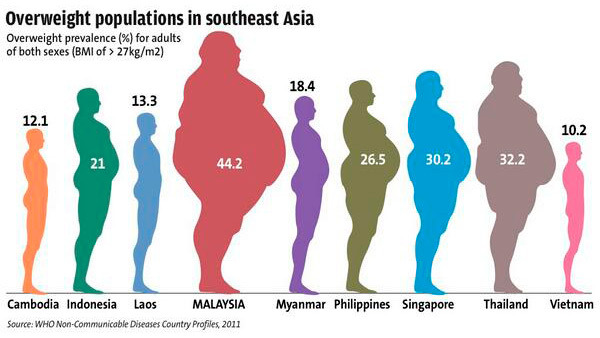 Overweight populations in southeast Asia
Overweight prevalence (%) for adults
of both sexes (BMI of > 27kg/m2)
12.1
21
13.3
44.2
18.4
26.5
30.2
32.2
10.2
Cambodia Indonesia Laos MALAYSIA Myanmar Philippines Singapore Thailand Vietnam
Source: WHO Non-Communicable Diseases Country Profiles, 2011